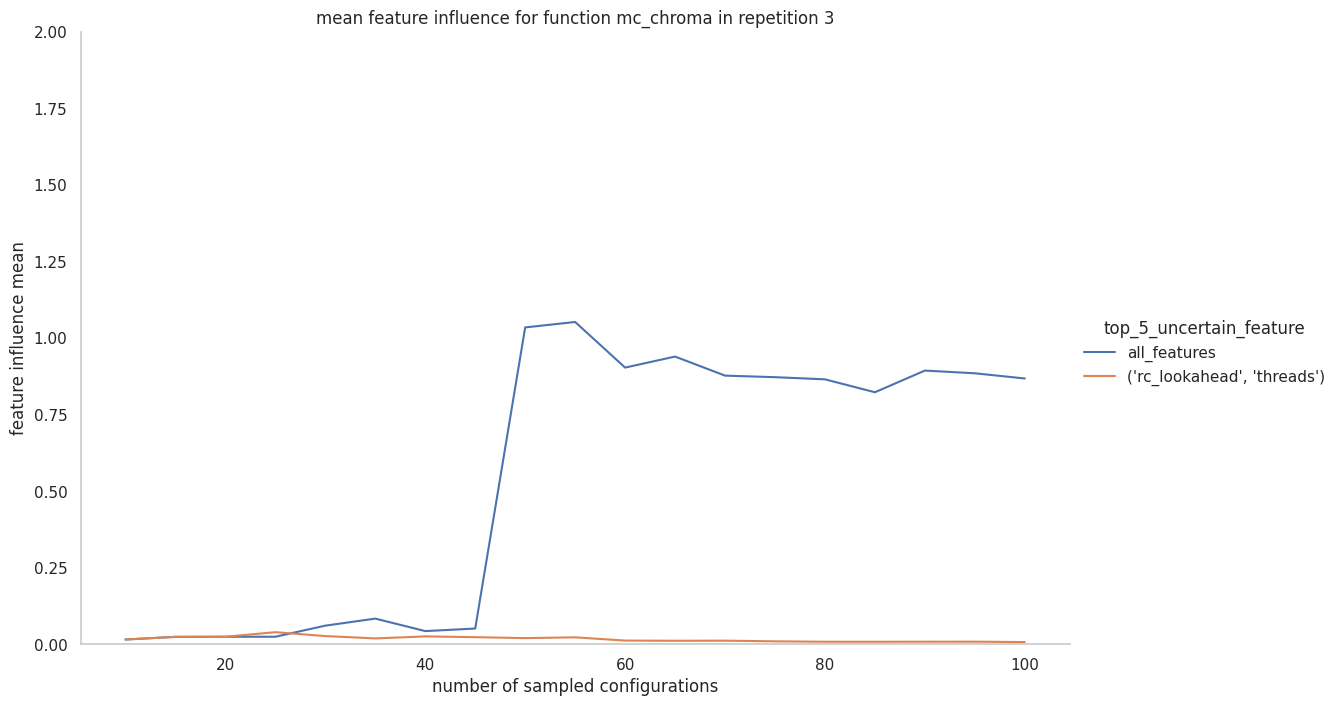 mean feature influence for function mc_chroma in repetition 3
2.00
1.75
1.50
1.25
1.00
0.75
0.50
0.25
0.00
feature influence mean
20
40
60
80
100
number of sampled configurations
top_5_uncertain_feature
all_features
('rc_lookahead', 'threads')